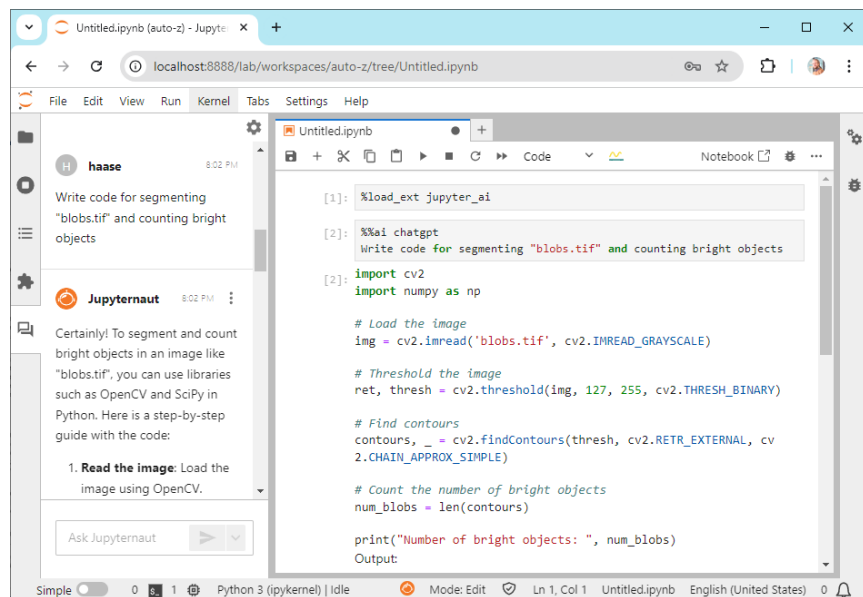 Untitled.ipynb (auto-z) - Jupyte
localhost:8888/lab/workspaces/auto-z/tree/Untitled.ipynb
File Edit View Run Kernel Tabs Settings Help
H haase 8:02 PM
Write code for segmenting
"blobs.tif" and counting bright
objects
Jupyternaut 8:02 PM
Certainly! To segment and count
bright objects in an image like
"blobs.tif", you can use libraries
such as OpenCV and SciPy in
Python. Here is a step-by-step
guide with the code:
1. Read the image: Load the
image using OpenCV.
Ask Jupyternaut
Untitled.ipynb
Code Notebook
[1]: %load_ext jupyter_ai
[2]: %%ai chatgpt
Write code for segmenting "blobs.tif" and counting bright objects
[2]: import cv2
import numpy as np
# Load the image
img = cv2.imread('blobs.tif', cv2.IMREAD_GRAYSCALE)
# Threshold the image
ret, thresh = cv2.threshold(img, 127, 255, cv2.THRESH_BINARY)
# Find contours
contours, _ = cv2.findContours(thresh, cv2.RETR_EXTERNAL, cv
2.CHAIN_APPROX_SIMPLE)
# Count the number of bright objects
num_blobs = len(contours)
print("Number of bright objects: ", num_blobs)
Output:
Simple 0 $_ 1 Python 3 (ipykernel) | Idle Mode: Edit Ln 1, Col 1 Untitled.ipynb English (United States) 0